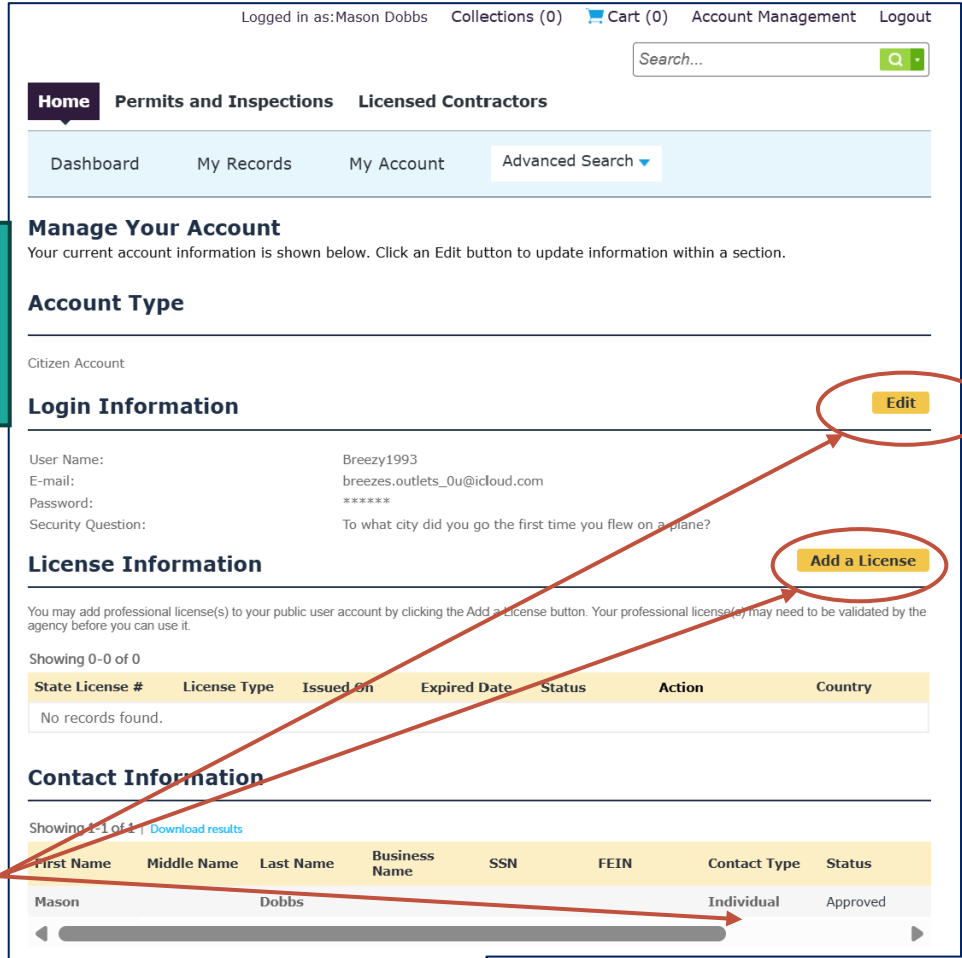 Logged in as:Mason Dobbs Collections (0) Cart (0) Account Management Logout
Search...
Home Permits and Inspections Licensed Contractors
Dashboard My Records My Account Advanced Search
Manage Your Account
Your current account information is shown below. Click an Edit button to update information within a section.
Account Type
Citizen Account
Login Information Edit
User Name: Breezy1993
E-mail: breezes.outlets_0u@icloud.com
Password: ******
Security Question: To what city did you go the first time you flew on a plane?
License Information Add a License
You may add professional license(s) to your public user account by clicking the Add a License button. Your professional license(s) may need to be validated by the
agency before you can use it.
Showing 0-0 of 0
State License # License Type Issued On Expired Date Status Action Country
No records found.
Contact Information
Showing 1-1 of 1 | Download results
First Name Middle Name Last Name Business Name SSN FEIN Contact Type Status
Mason Dobbs Individual Approved